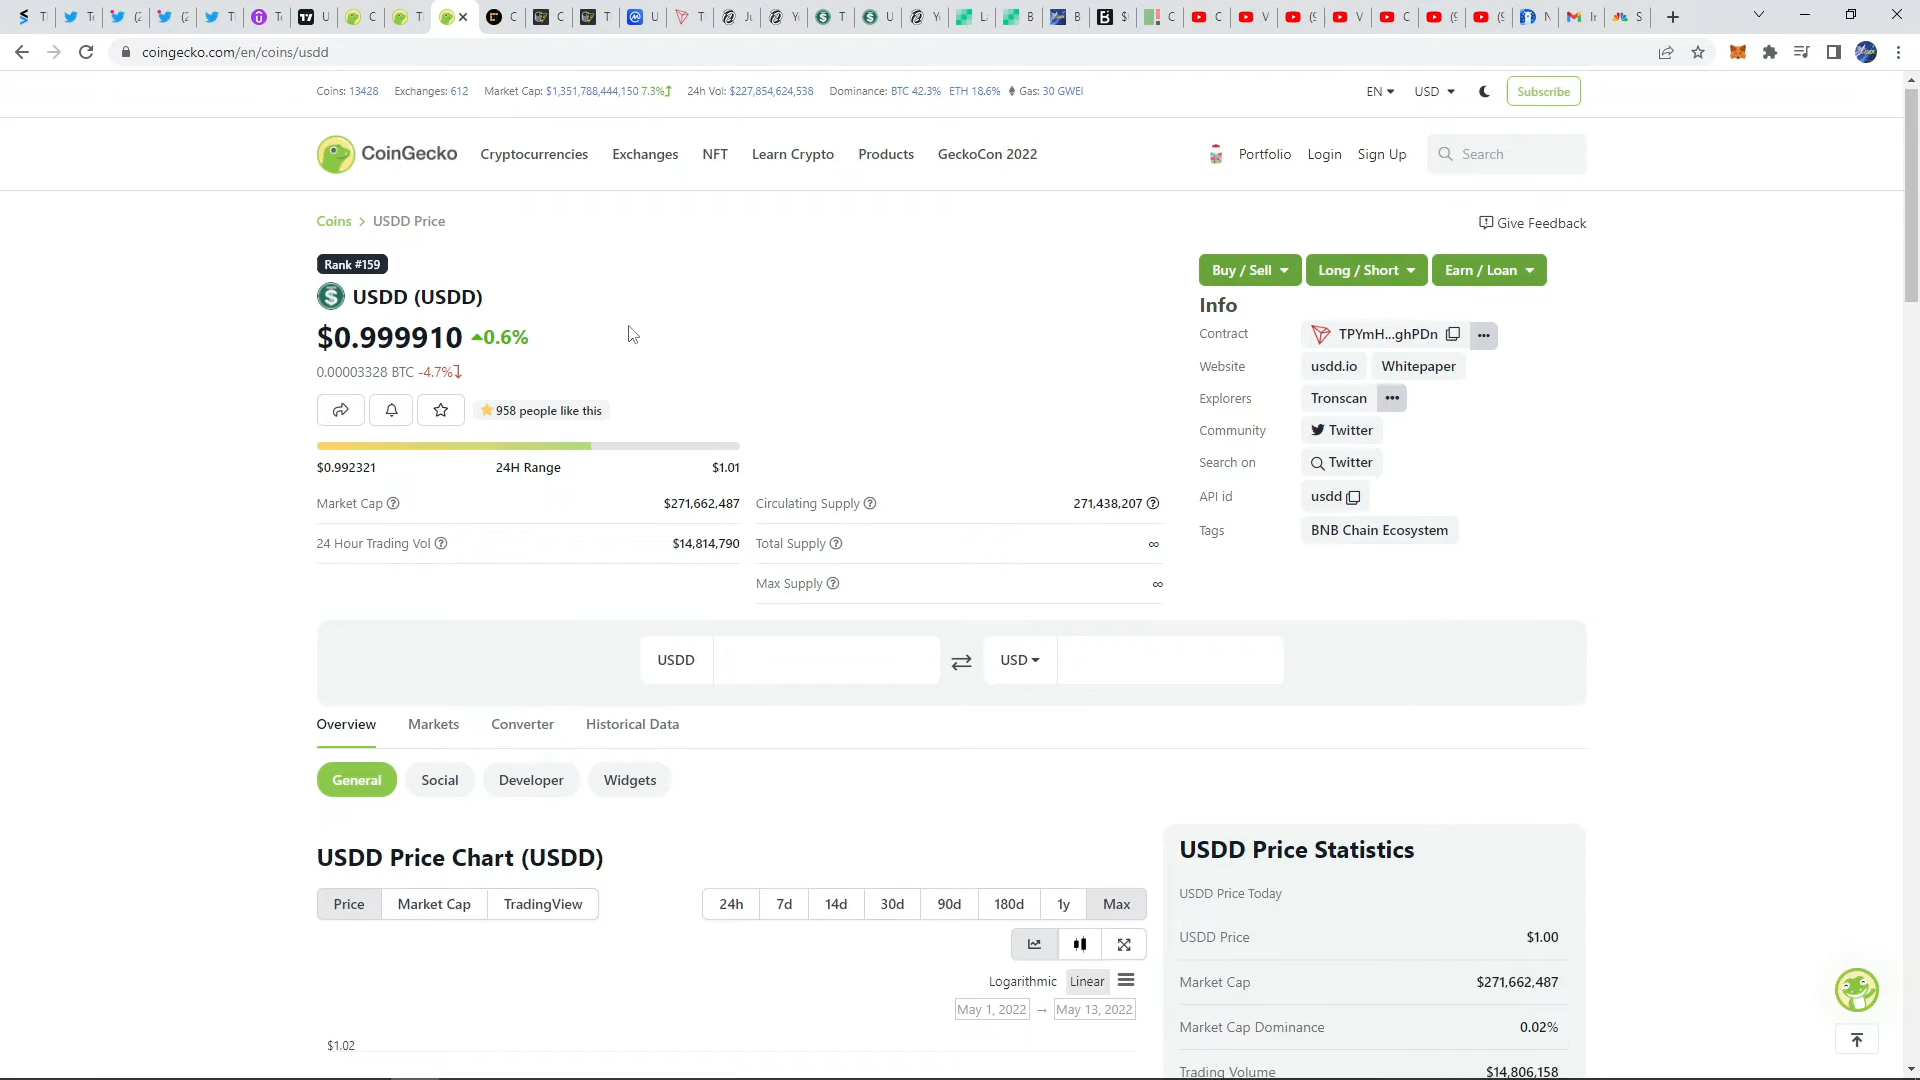 coingecko.com/en/coins/usdd
Coins: 13428 Exchanges: 612 Market Cap: $1,351,788,444,150 7.3% 24h Vol: $227,854,624,538 Dominance: BTC 42.3% ETH 18.6% Gas: 30 GWEI
EN USD Subscribe
CoinGecko Cryptocurrencies Exchanges NFT Learn Crypto Products GeckoCon 2022 Portfolio Login Sign Up Search
Coins > USDD Price
Give Feedback
Rank #159
USDD (USDD)
$0.999910 0.6%
0.00003328 BTC -4.7%
958 people like this
$0.992321 24H Range $1.01
Market Cap $271,662,487
24 Hour Trading Vol $14,814,790
Circulating Supply 271,438,207
Total Supply ∞
Max Supply ∞
Buy / Sell Long / Short Earn / Loan
Info
Contract TPYmH...ghPDn
Website usdd.io Whitepaper
Explorers Tronscan
Community Twitter
Search on Twitter
API id usdd
Tags BNB Chain Ecosystem
USDD USD
Overview Markets Converter Historical Data
General Social Developer Widgets
USDD Price Chart (USDD)
Price Market Cap TradingView 24h 7d 14d 30d 90d 180d 1y Max
Logarithmic Linear
May 1, 2022 → May 13, 2022
$1.02
USDD Price Statistics
USDD Price Today
USDD Price $1.00
Market Cap $271,662,487
Market Cap Dominance 0.02%
Trading Volume $14,806,158